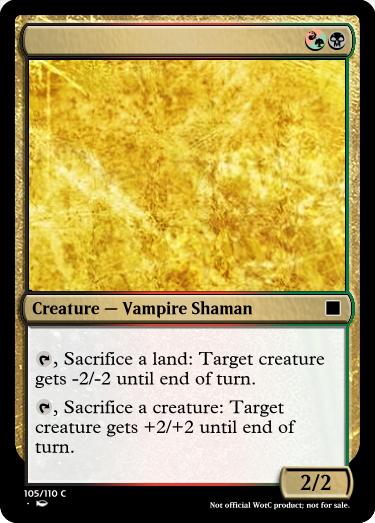 Creature — Vampire Shaman
, Sacrifice a land: Target creature
gets -2/-2 until end of turn.
, Sacrifice a creature: Target
creature gets +2/+2 until end of
turn.
2/2
105/110 C
Not official WotC product; not for sale.